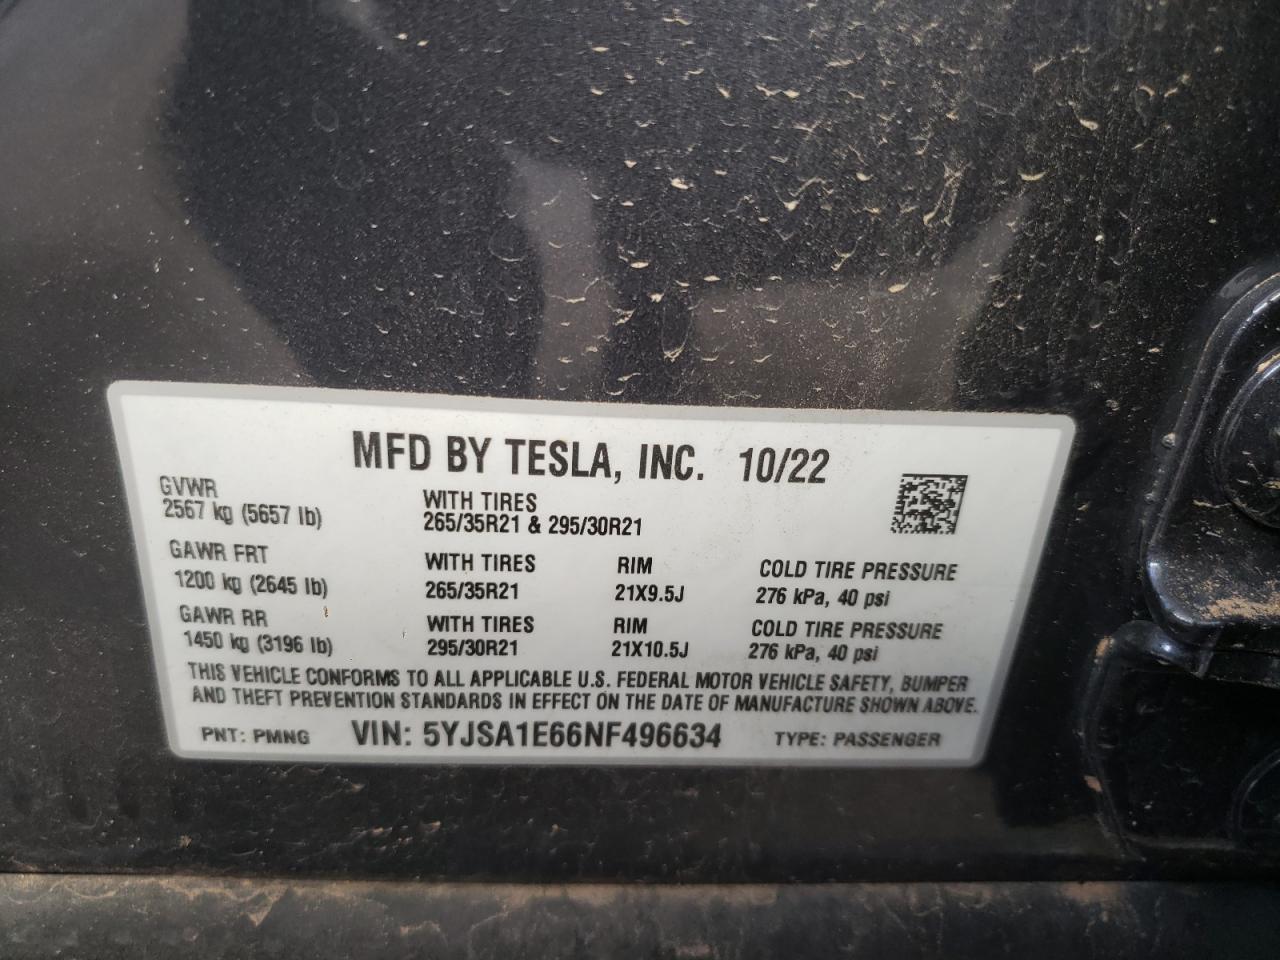 MFD BY TESLA, INC. 10/22
GVWR
2567 kg (5657 lb)
WITH TIRES
265/35R21 & 295/30R21
GAWR FRT
1200 kg (2645 lb)
WITH TIRES
265/35R21
RIM
21X9.5J
COLD TIRE PRESSURE
276 kPa, 40 psi
GAWR RR
1450 kg (3196 lb)
WITH TIRES
295/30R21
RIM
21X10.5J
COLD TIRE PRESSURE
276 kPa, 40 psi
THIS VEHICLE CONFORMS TO ALL APPLICABLE U.S. FEDERAL MOTOR VEHICLE SAFETY, BUMPER
AND THEFT PREVENTION STANDARDS IN EFFECT ON THE DATE OF MANUFACTURE SHOWN ABOVE.
PNT: PMNG VIN: 5YJSA1E66NF496634 TYPE: PASSENGER